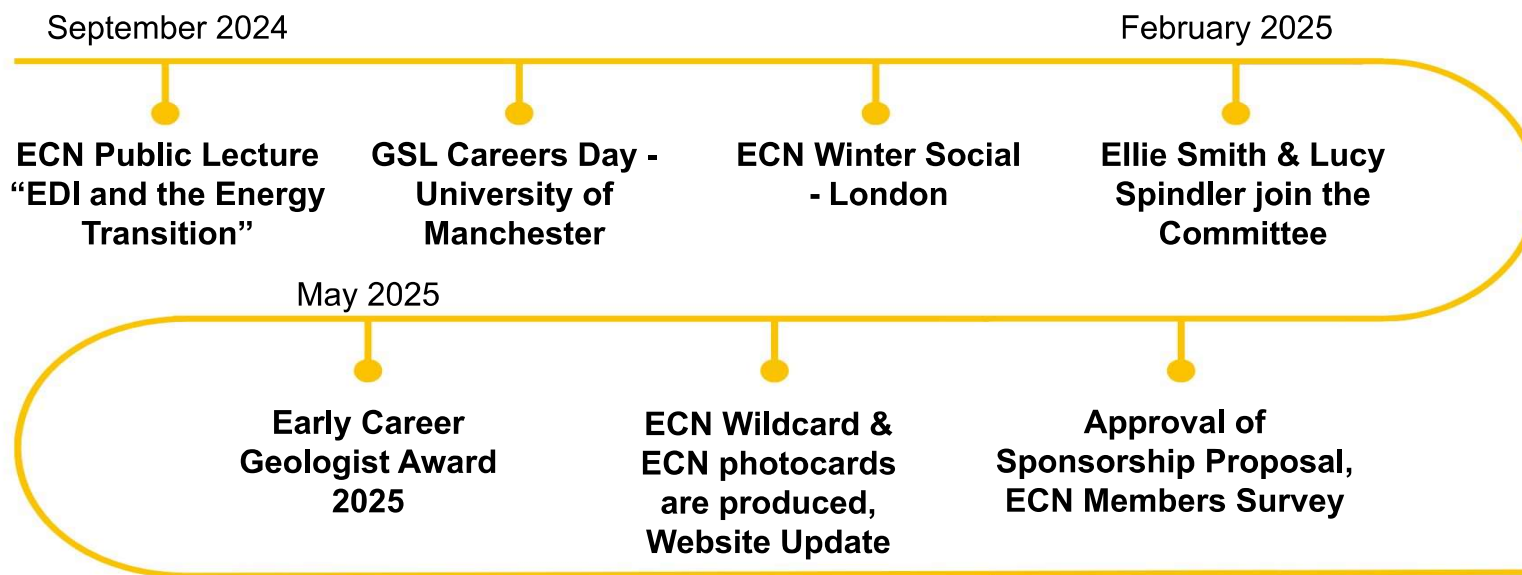 September 2024
February 2025
ECN Public Lecture
“EDI and the Energy
Transition”
GSL Careers Day -
University of
Manchester
ECN Winter Social
- London
Ellie Smith & Lucy
Spindler join the
Committee
May 2025
Early Career
Geologist Award
2025
ECN Wildcard &
ECN photocards
are produced,
Website Update
Approval of
Sponsorship Proposal,
ECN Members Survey